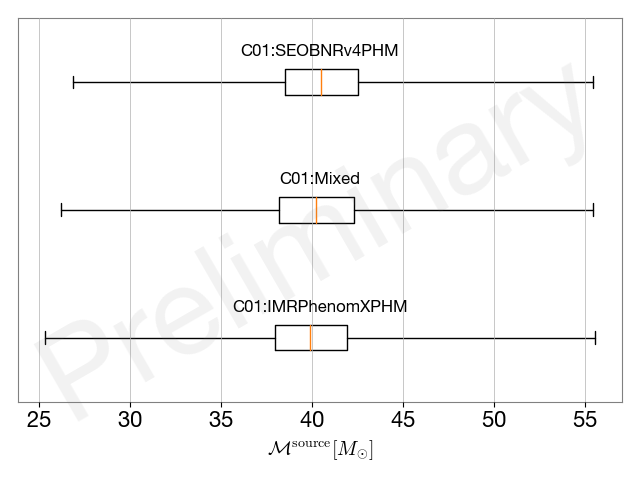 C01:SEOBNRv4PHM
C01:Mixed
C01:IMRPhenomXPHM
Preliminary
25 30 35 40 45 50 55
ℳ^source [M_⊙]